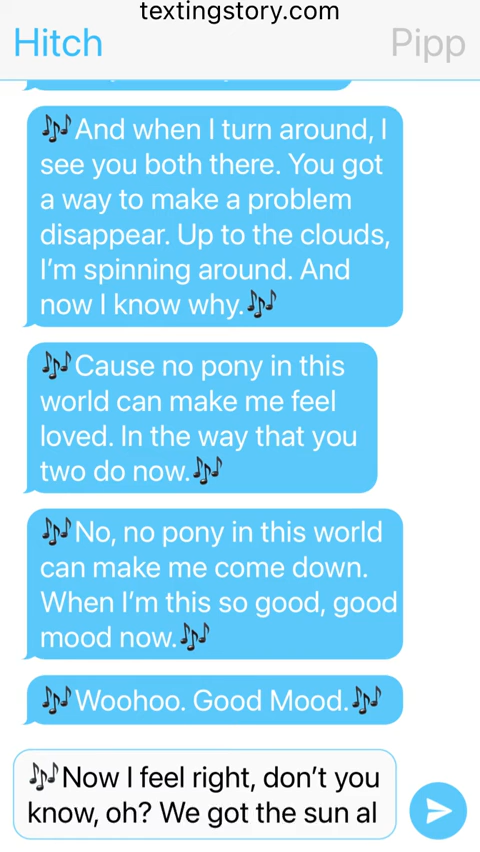 textingstory.com
Hitch
Pipp
🎶And when I turn around, I
see you both there. You got
a way to make a problem
disappear. Up to the clouds,
I'm spinning around. And
now I know why.🎶
🎶Cause no pony in this
world can make me feel
loved. In the way that you
two do now.🎶
🎶No, no pony in this world
can make me come down.
When I'm this so good, good
mood now.🎶
🎶Woohoo. Good Mood.🎶
🎶Now I feel right, don't you
know, oh? We got the sun al